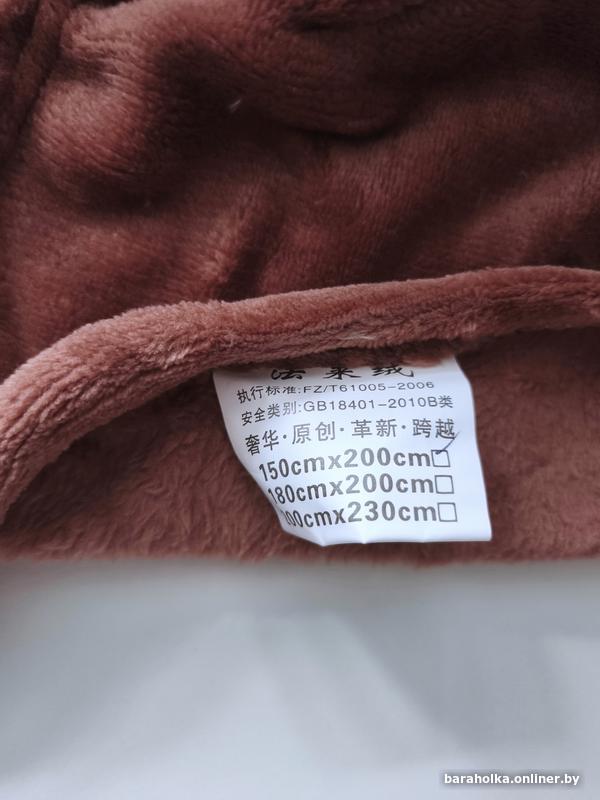 法莱绒
执行标准:FZ/T61005-2006
安全类别:GB18401-2010B类
奢华·原创·革新·跨越
150cmx200cm□
180cmx200cm□
00cmx230cm□
baraholka.onliner.by